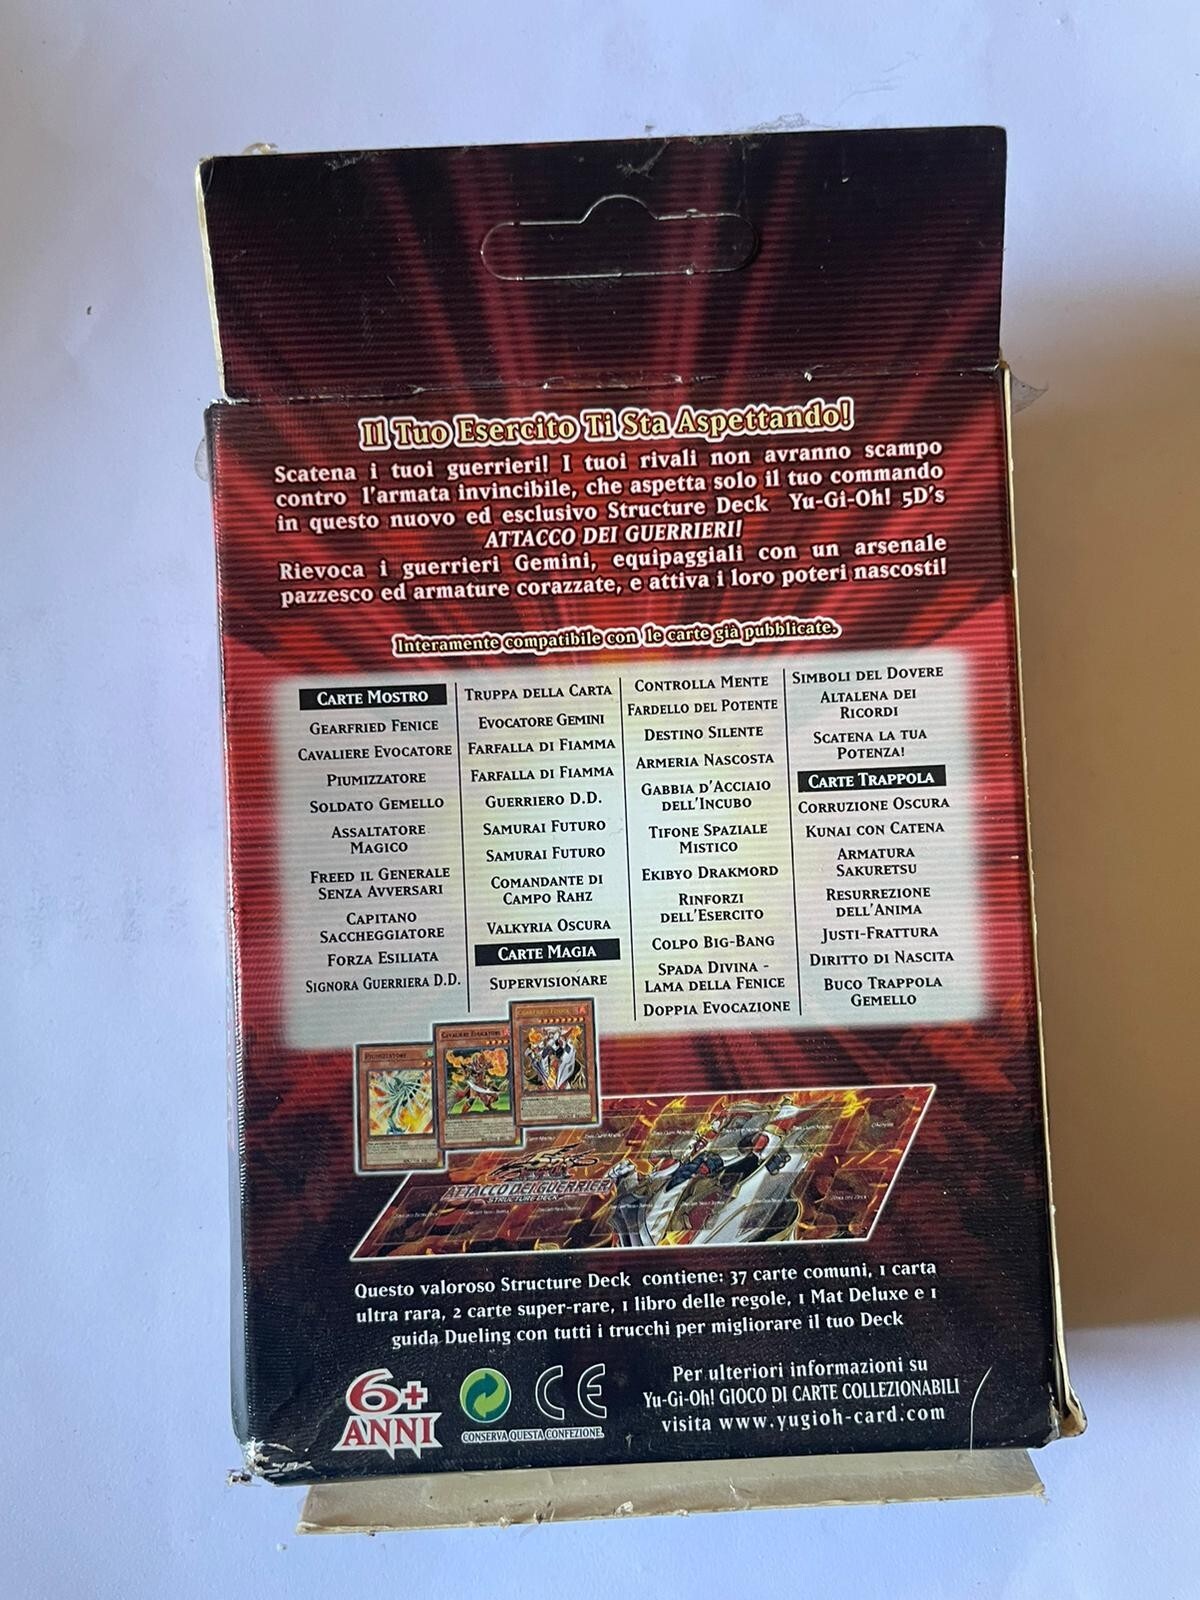 Il Tuo Esercito Ti Sta Aspettando!
Scatena i tuoi guerrieri! I tuoi rivali non avranno scampo
contro l'armata invincibile, che aspetta solo il tuo commando
in questo nuovo ed esclusivo Structure Deck Yu-Gi-Oh! 5D's
ATTACCO DEI GUERRIERI!
Rievoca i guerrieri Gemini, equipaggiali con un arsenale
pazzesco ed armature corazzate, e attiva i loro poteri nascosti!
Interamente compatibile con le carte già pubblicate.
CARTE MOSTRO
GEARFRIED FENICE
CAVALIERE EVOCATORE
PIUMIZZATORE
SOLDATO GEMELLO
ASSALTATORE
MAGICO
FREED IL GENERALE
SENZA AVVERSARI
CAPITANO
SACCHEGGIATORE
FORZA ESILIATA
SIGNORA GUERRIERA D.D.
TRUPPA DELLA CARTA
EVOCATORE GEMINI
FARFALLA DI FIAMMA
FARFALLA DI FIAMMA
GUERRIERO D.D.
SAMURAI FUTURO
SAMURAI FUTURO
COMANDANTE DI
CAMPO RAHZ
VALKYRIA OSCURA
CARTE MAGIA
SUPERVISIONARE
CONTROLLA MENTE
FARDELLO DEL POTENTE
DESTINO SILENTE
ARMERIA NASCOSTA
GABBIA D'ACCIAIO
DELL'INCUBO
TIFONE SPAZIALE
MISTICO
EKIBYO DRAKMORD
RINFORZI
DELL'ESERCITO
COLPO BIG-BANG
SPADA DIVINA -
LAMA DELLA FENICE
DOPPIA EVOCAZIONE
SIMBOLI DEL DOVERE
ALTALENA DEI
RICORDI
SCATENA LA TUA
POTENZA!
CARTE TRAPPOLA
CORRUZIONE OSCURA
KUNAI CON CATENA
ARMATURA
SAKURETSU
RESURREZIONE
DELL'ANIMA
JUSTI-FRATTURA
DIRITTO DI NASCITA
BUCO TRAPPOLA
GEMELLO
PIUMIZZATORE
CAVALIERE EVOCATORE
GEARFRIED FENICE
ATTACCO DEI GUERRIERI
STRUCTURE DECK
Questo valoroso Structure Deck contiene: 37 carte comuni, 1 carta
ultra rara, 2 carte super-rare, 1 libro delle regole, 1 Mat Deluxe e 1
guida Dueling con tutti i trucchi per migliorare il tuo Deck
6+
ANNI
CE
CONSERVA QUESTA CONFEZIONE.
Per ulteriori informazioni su
Yu-Gi-Oh! GIOCO DI CARTE COLLEZIONABILI
visita www.yugioh-card.com